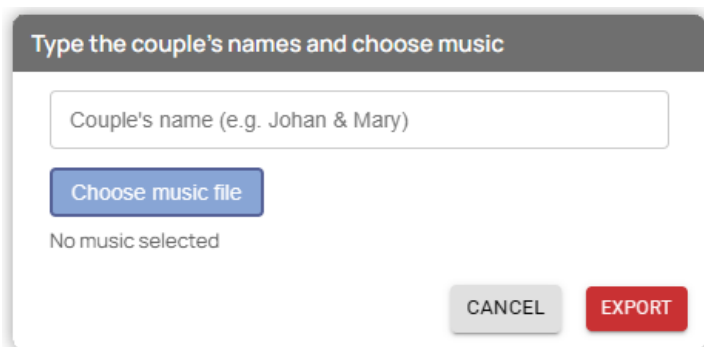 Type the couple's names and choose music
Couple's name (e.g. Johan & Mary)
Choose music file
No music selected
CANCEL EXPORT